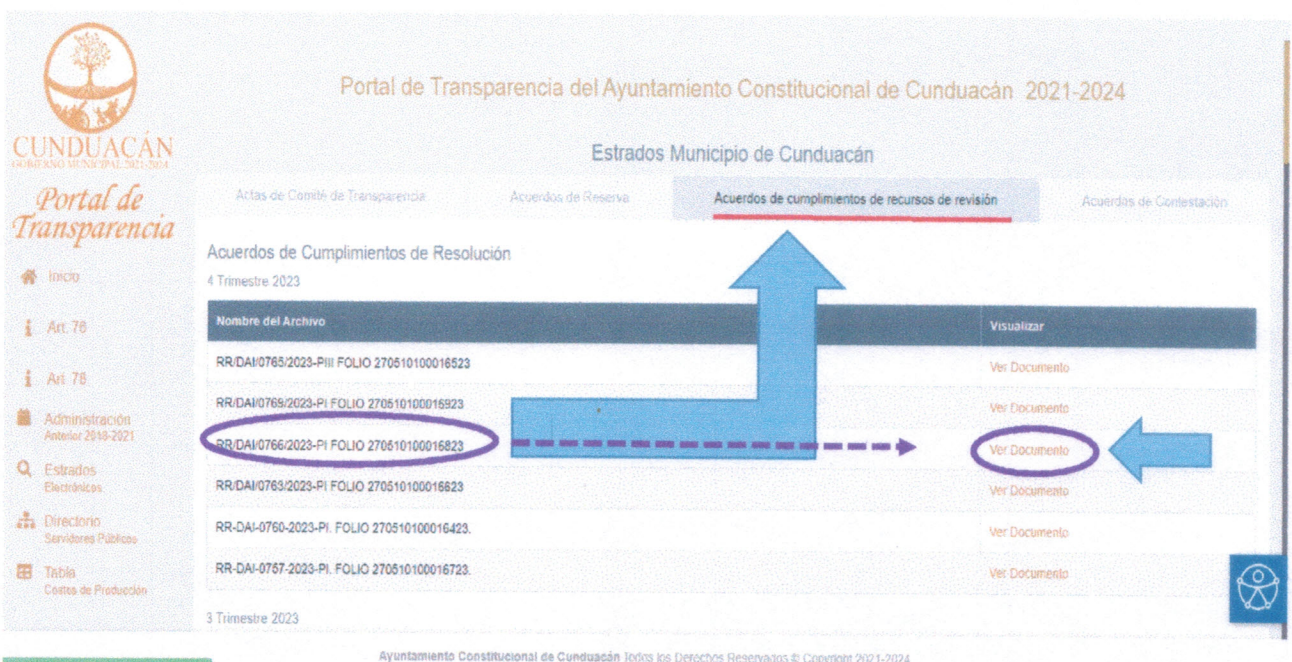 Portal de Transparencia del Ayuntamiento Constitucional de Cunduacán 2021-2024
Estrados Municipio de Cunduacán
CUNDUACÁN
GOBIERNO MUNICIPAL 2021-2024
Portal de
Transparencia
Inicio
Art. 76
Art. 76
Administración
Anterior 2018-2021
Estrados
Electrónicos
Directorio
Servidores Públicos
Tabla
Costos de Producción
Actas de Comité de Transparencia Acuerdos de Reserva Acuerdos de cumplimientos de recursos de revisión Acuerdos de Contestación
Acuerdos de Cumplimientos de Resolución
4 Trimestre 2023
Nombre del Archivo Visualizar
RR/DAI/0765/2023-PIII FOLIO 270510100016523 Ver Documento
RR/DAI/0769/2023-PI FOLIO 270510100016923 Ver Documento
RR/DAI/0766/2023-PI FOLIO 270510100016823 Ver Documento
RR/DAI/0763/2023-PI FOLIO 270510100016623 Ver Documento
RR-DAI-0760-2023-PI. FOLIO 270510100016423. Ver Documento
RR-DAI-0757-2023-PI. FOLIO 270510100016723. Ver Documento
3 Trimestre 2023
Ayuntamiento Constitucional de Cunduacán Todos los Derechos Reservados © Copyright 2021-2024